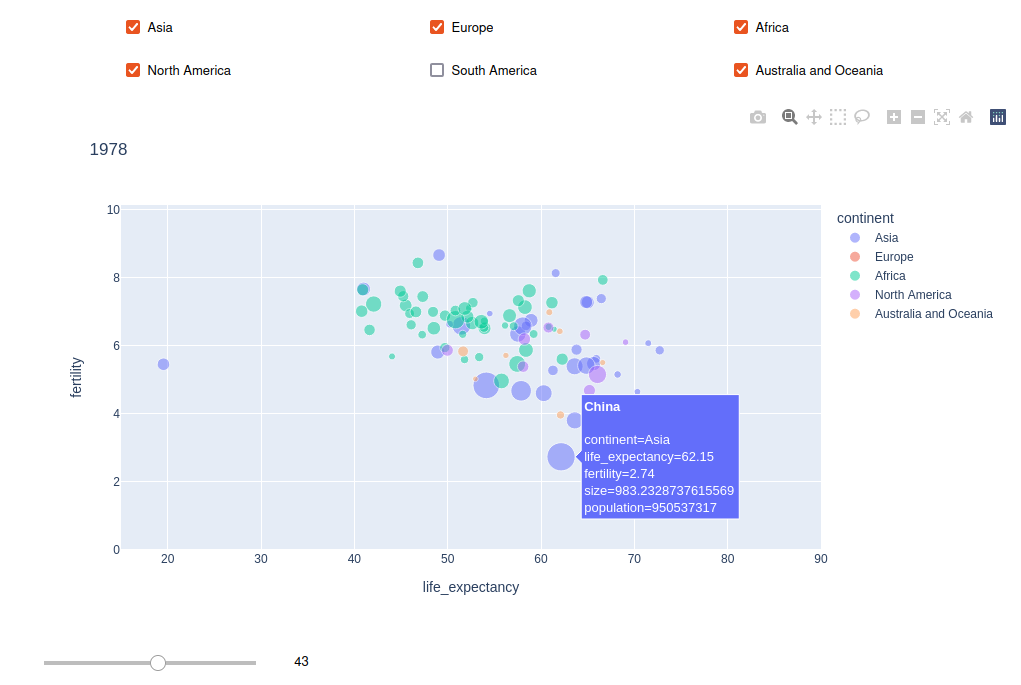 Asia
Europe
Africa
North America
South America
Australia and Oceania
1978
10
8
6
4
2
0
fertility
20
30
40
50
60
70
80
90
life_expectancy
continent
Asia
Europe
Africa
North America
Australia and Oceania
China
continent=Asia
life_expectancy=62.15
fertility=2.74
size=983.2328737615569
population=950537317
43